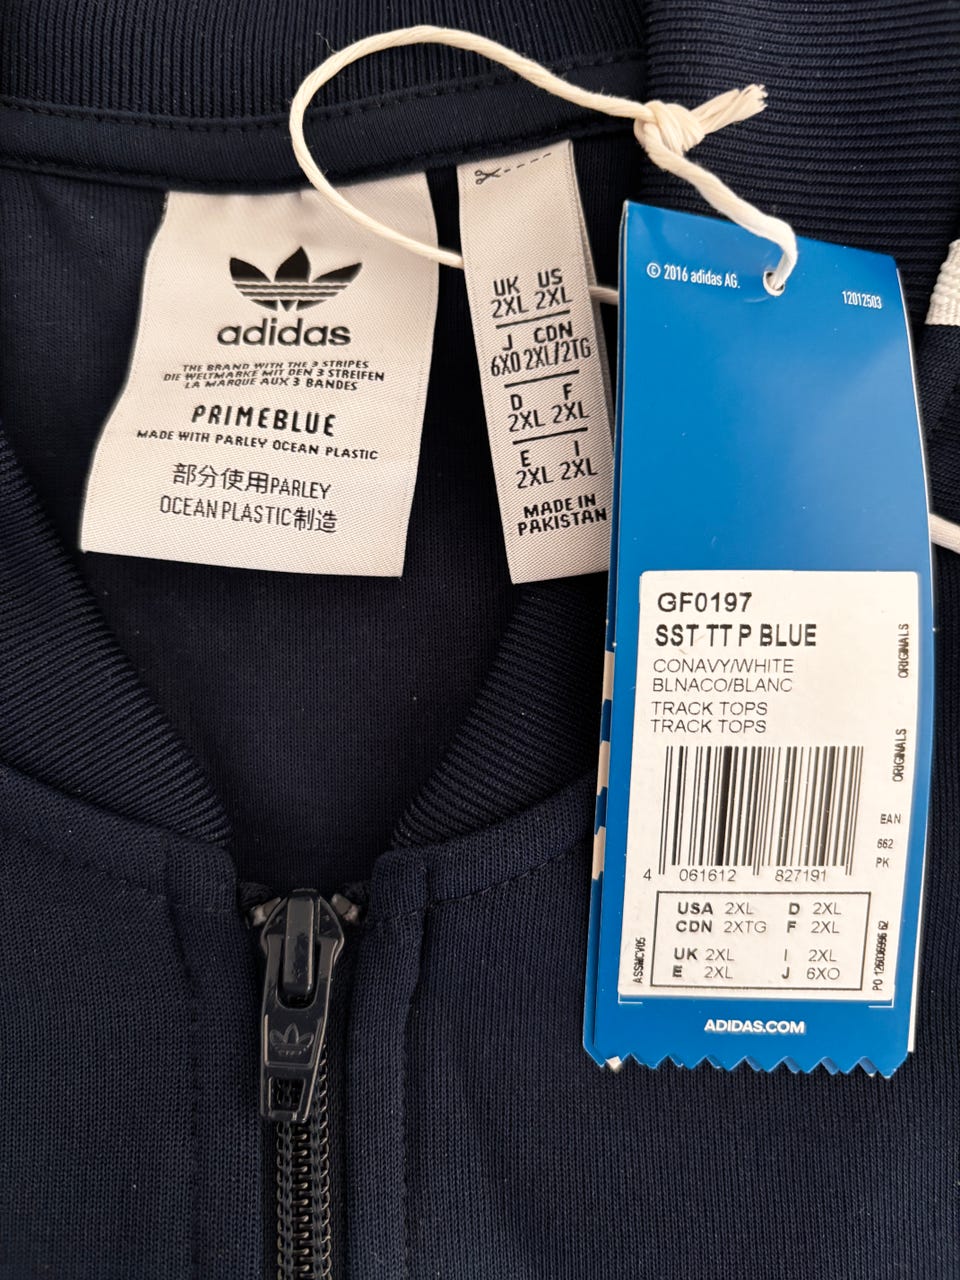 adidas
THE BRAND WITH THE 3 STRIPES
DIE WELTMARKE MIT DEN 3 STREIFEN
LA MARQUE AUX 3 BANDES
PRIMEBLUE
MADE WITH PARLEY OCEAN PLASTIC
部分使用PARLEY
OCEAN PLASTIC制造
UK US
2XL 2XL
J CDN
6XO 2XL/2TG
D F
2XL 2XL
E I
2XL 2XL
MADE IN
PAKISTAN
© 2016 adidas AG.
12012503
GF0197
SST TT P BLUE
CONAVY/WHITE
BLNACO/BLANC
TRACK TOPS
TRACK TOPS
ORIGINALS
ORIGINALS
EAN
662
PK
4 061612 827191
USA 2XL D 2XL
CDN 2XTG F 2XL
UK 2XL I 2XL
E 2XL J 6XO
ADIDAS.COM